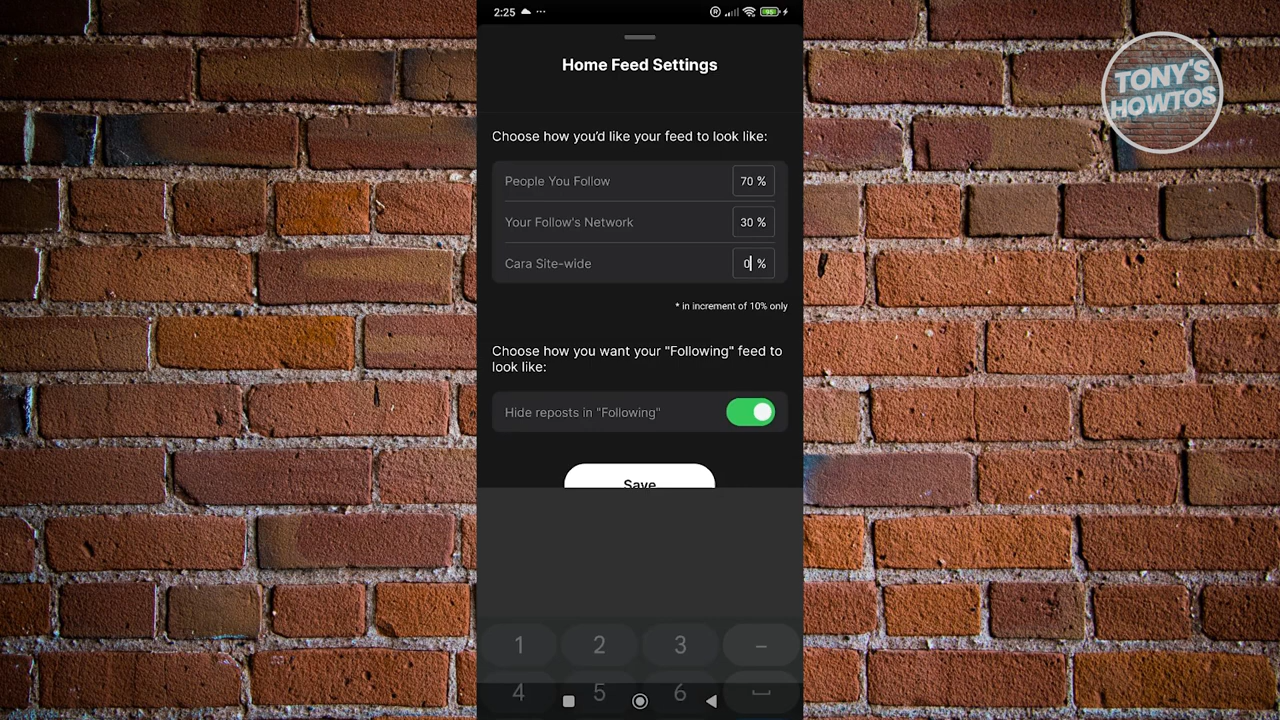 2:25
TONY'S
HOWTOS
Home Feed Settings
Choose how you'd like your feed to look like:
People You Follow 70 %
Your Follow's Network 30 %
Cara Site-wide 0 %
* in increment of 10% only
Choose how you want your "Following" feed to
look like:
Hide reposts in "Following"
Save
1 2 3 –
4 5 6